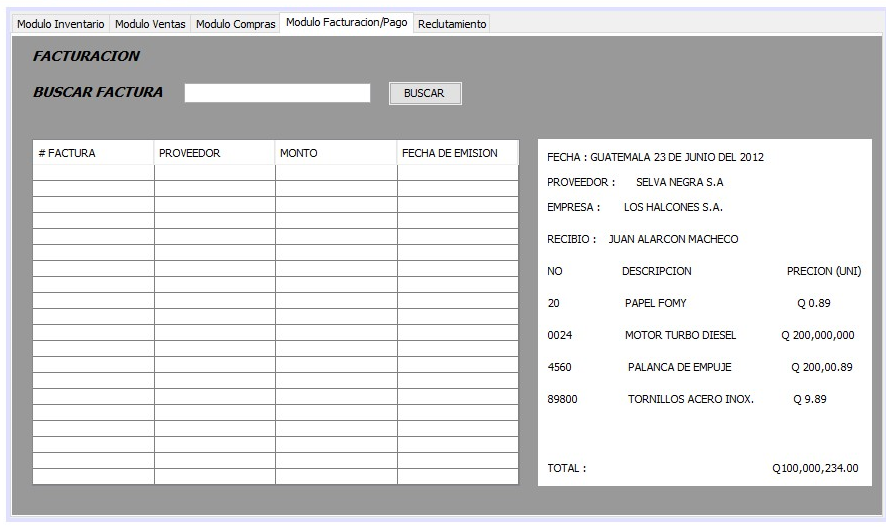 Modulo Inventario Modulo Ventas Modulo Compras Modulo Facturacion/Pago Reclutamiento
FACTURACION
BUSCAR FACTURA BUSCAR
# FACTURA PROVEEDOR MONTO FECHA DE EMISION
FECHA : GUATEMALA 23 DE JUNIO DEL 2012
PROVEEDOR : SELVA NEGRA S.A
EMPRESA : LOS HALCONES S.A.
RECIBIO : JUAN ALARCON MACHECO
NO DESCRIPCION PRECION (UNI)
20 PAPEL FOMY Q 0.89
0024 MOTOR TURBO DIESEL Q 200,000,000
4560 PALANCA DE EMPUJE Q 200,00.89
89800 TORNILLOS ACERO INOX. Q 9.89
TOTAL : Q100,000,234.00